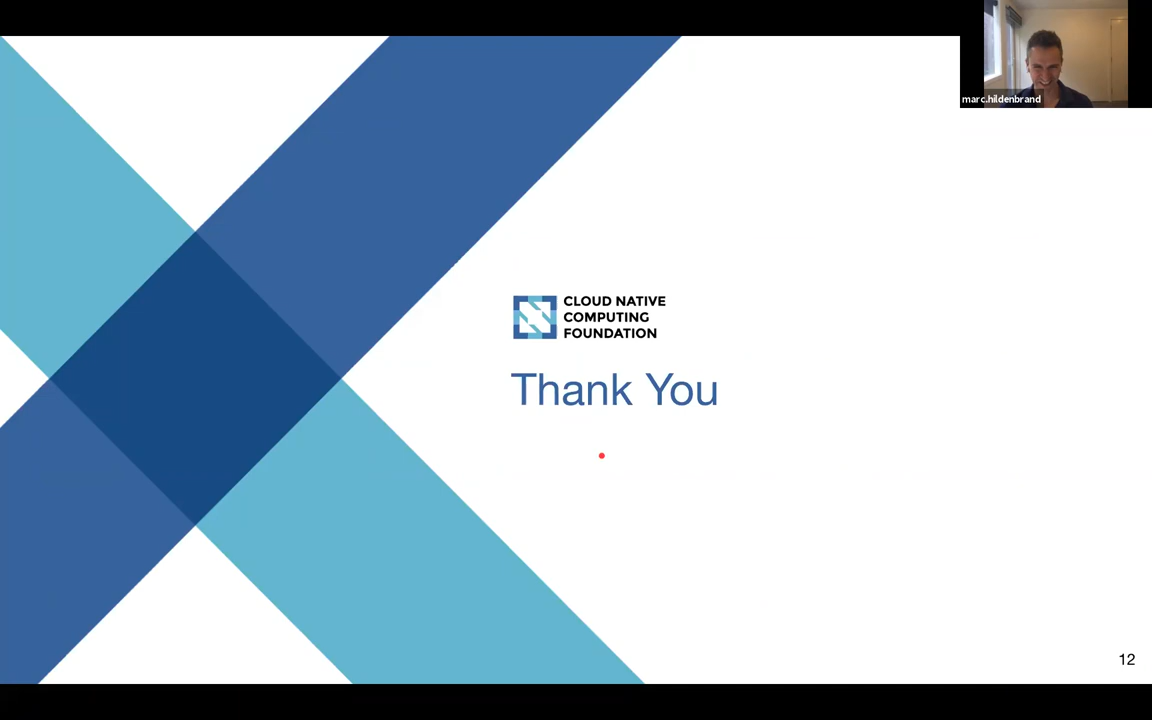 marc.hildenbrand
CLOUD NATIVE
COMPUTING
FOUNDATION
Thank You
12